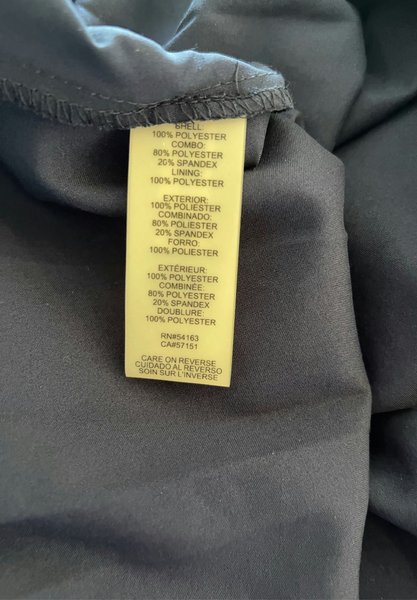 SHELL:
100% POLYESTER
COMBO:
80% POLYESTER
20% SPANDEX
LINING:
100% POLYESTER
EXTERIOR:
100% POLIESTER
COMBINADO:
80% POLIESTER
20% SPANDEX
FORRO:
100% POLIESTER
EXTÉRIEUR:
100% POLYESTER
COMBINÉE:
80% POLYESTER
20% SPANDEX
DOUBLURE:
100% POLYESTER
RN#54163
CA#57151
CARE ON REVERSE
CUIDADO AL REVERSO
SOIN SUR L'INVERSE